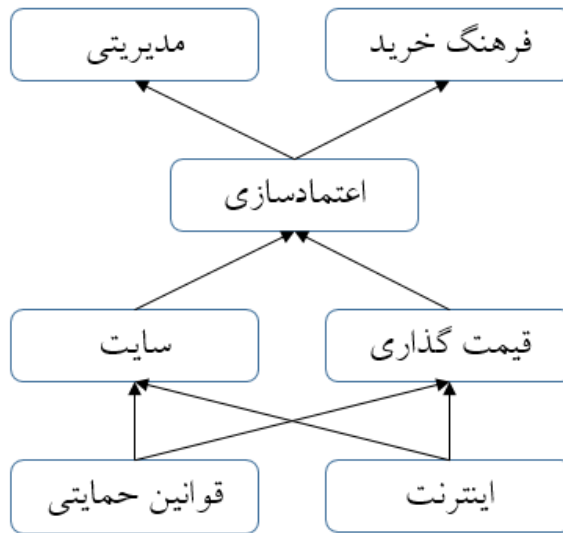 فرهنگ خرید
مدیریتی
اعتمادسازی
قیمت گذاری
سایت
اینترنت
قوانین حمایتی